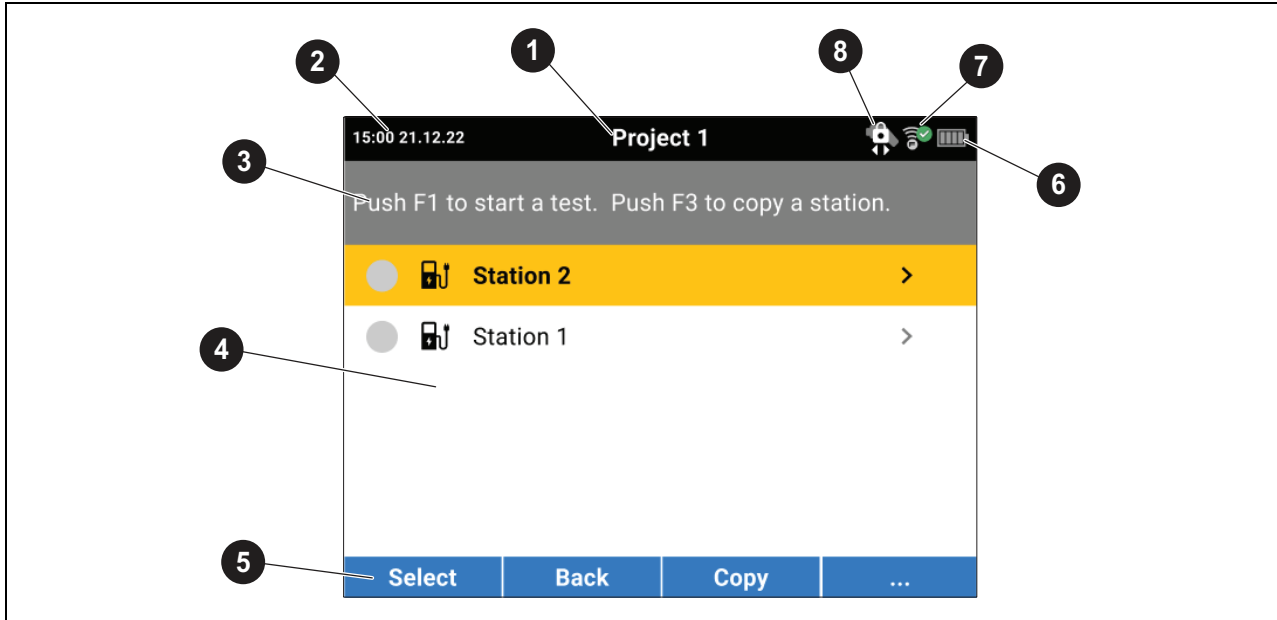 2
1
8
7
15:00 21.12.22 Project 1
3
6
Push F1 to start a test. Push F3 to copy a station.
Station 2 >
Station 1 >
4
5
Select Back Copy ...